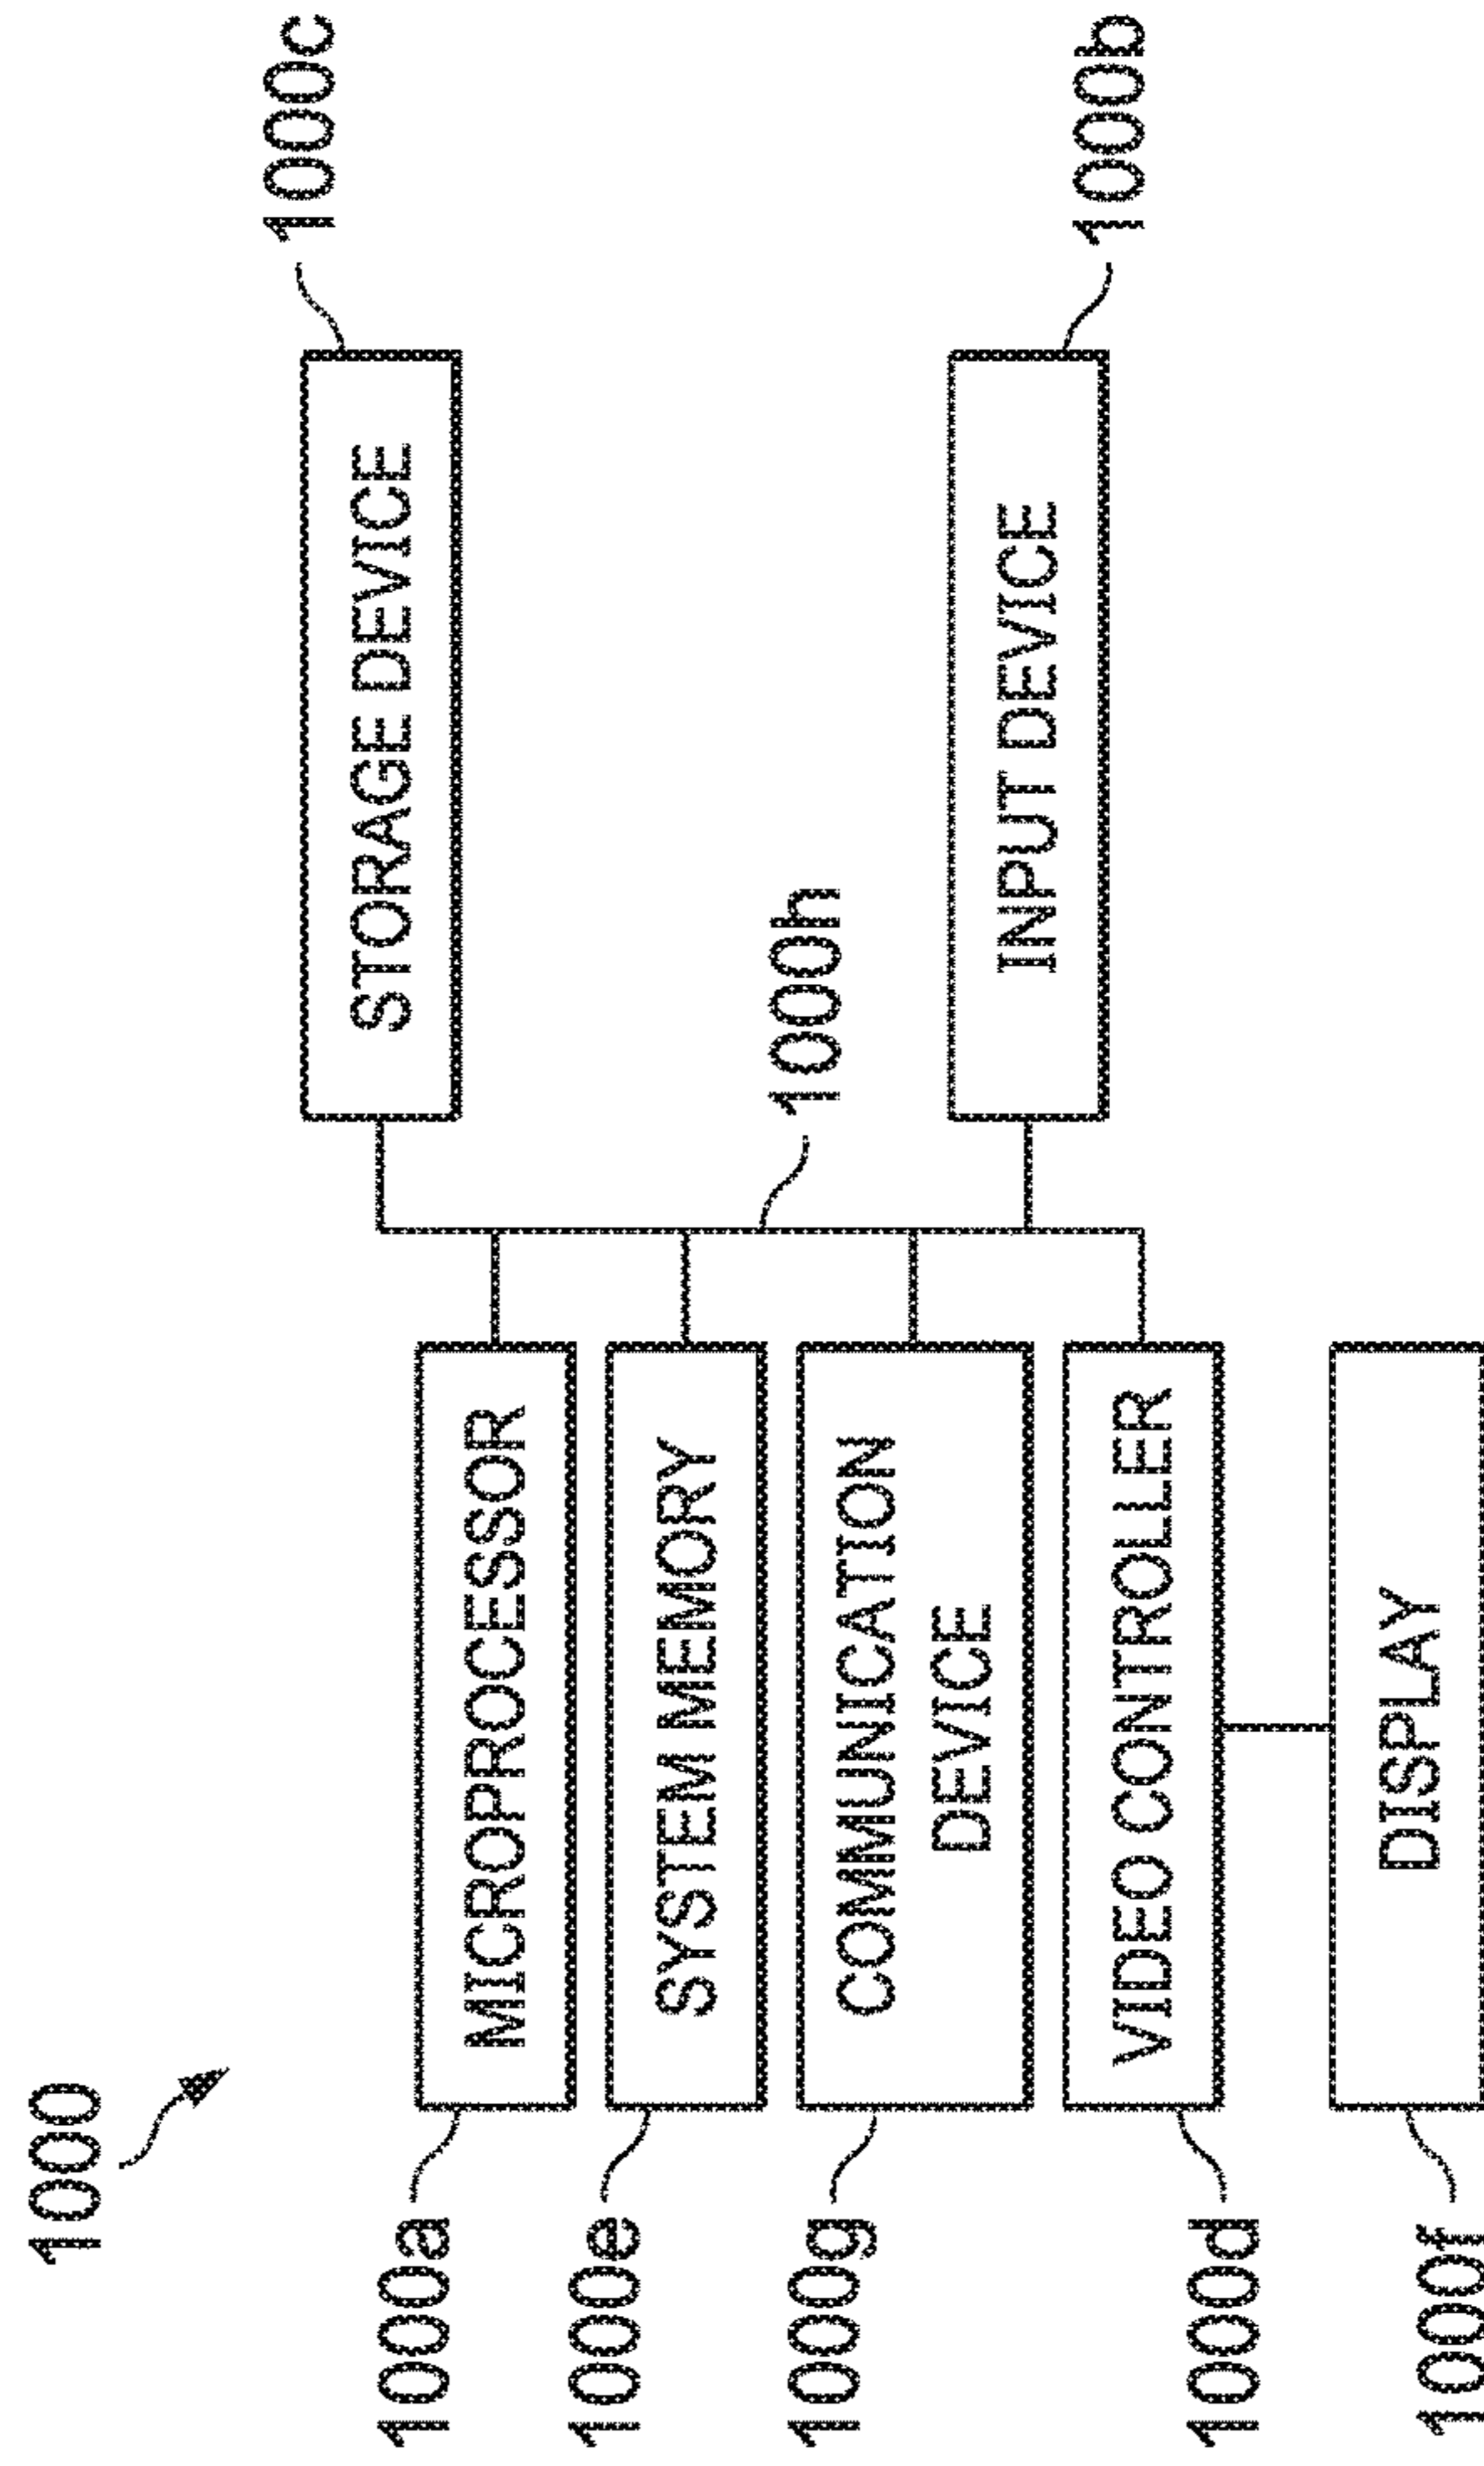 1000
1000c
STORAGE DEVICE
1000a
MICROPROCESSOR
1000e
SYSTEM MEMORY
1000h
1000g
COMMUNICATION
DEVICE
INPUT DEVICE
1000b
1000d
VIDEO CONTROLLER
1000f
DISPLAY